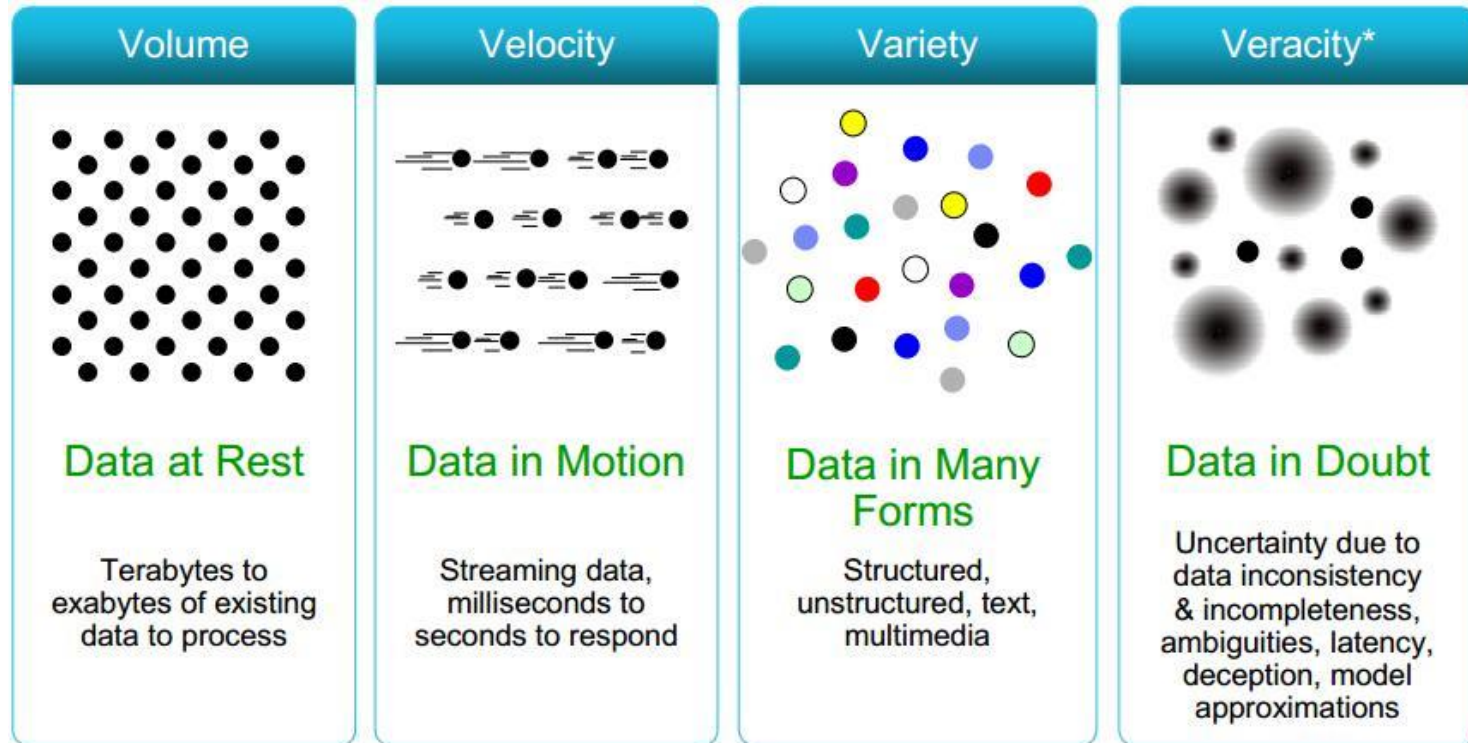 Volume
Data at Rest
Terabytes to
exabytes of existing
data to process
Velocity
Data in Motion
Streaming data,
milliseconds to
seconds to respond
Variety
Data in Many
Forms
Structured,
unstructured, text,
multimedia
Veracity*
Data in Doubt
Uncertainty due to
data inconsistency
& incompleteness,
ambiguities, latency,
deception, model
approximations